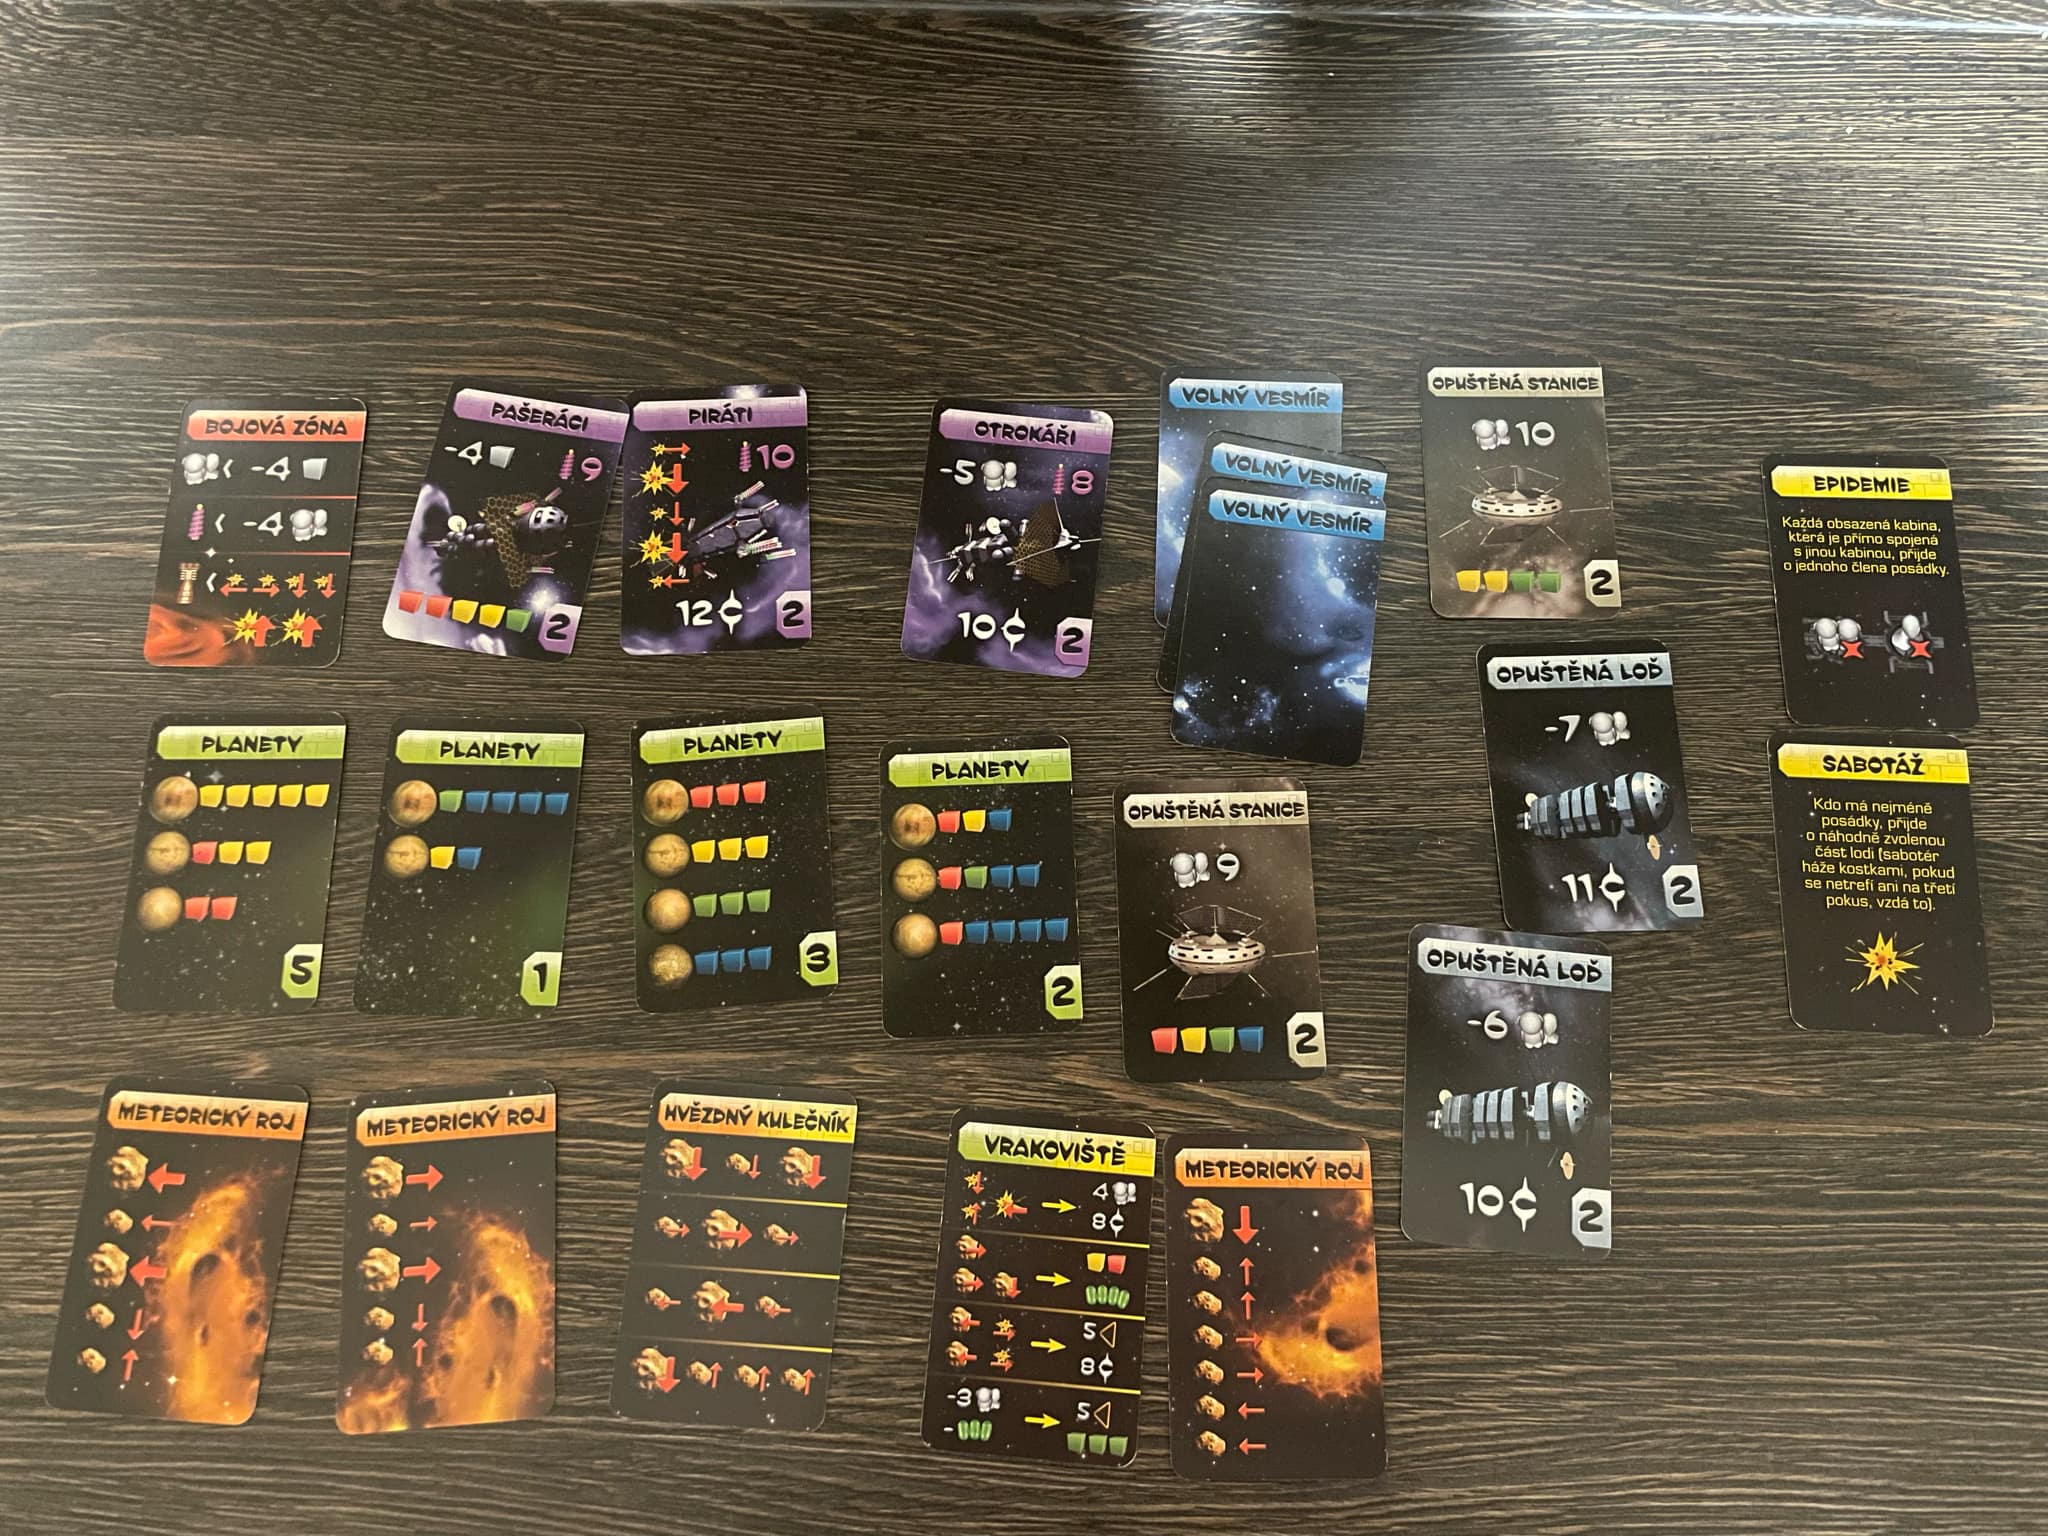 BOJOVÁ ZÓNA
< -4
< -4
<
PAŠERÁCI
-4
9
2
PIRÁTI
10
12¢
2
OTROKÁŘI
-5
8
10¢
2
VOLNÝ VESMÍR
VOLNÝ VESMÍR
VOLNÝ VESMÍR
OPUŠTĚNÁ STANICE
10
2
EPIDEMIE
Každá obsazená kabina,
která je přímo spojená
s jinou kabinou, přijde
o jednoho člena posádky.
PLANETY
5
PLANETY
1
PLANETY
3
PLANETY
2
OPUŠTĚNÁ STANICE
9
2
OPUŠTĚNÁ LOĎ
-7
11¢
2
SABOTÁŽ
Kdo má nejméně
posádky, přijde
o náhodně zvolenou
část lodi (sabotér
háže kostkami, pokud
se netrefí ani na třetí
pokus, vzdá to).
METEORICKÝ ROJ
METEORICKÝ ROJ
HVĚZDNÝ KULEČNÍK
VRAKOVIŠTĚ
4
8¢
5
8¢
-3
-
5
METEORICKÝ ROJ
OPUŠTĚNÁ LOĎ
-6
10¢
2